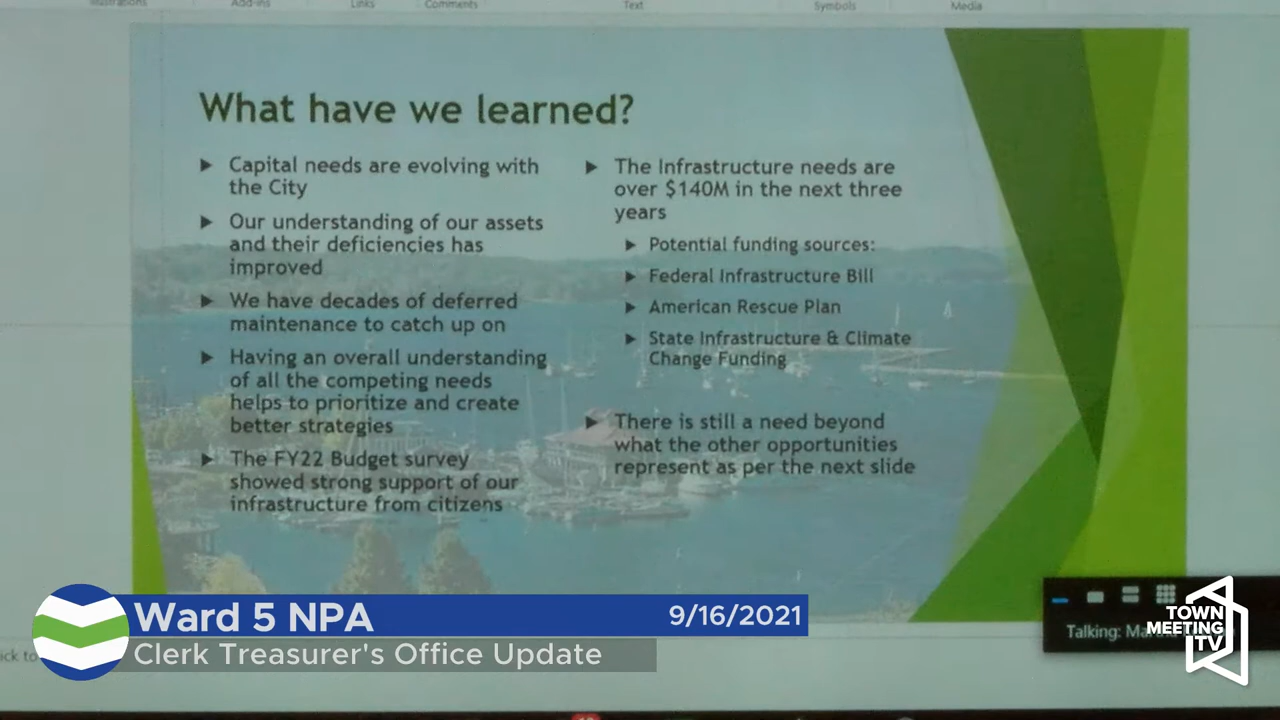 Illustrations
Add-ins
Links
Comments
Text
Symbols
Media
What have we learned?
Capital needs are evolving with
the City
Our understanding of our assets
and their deficiencies has
improved
We have decades of deferred
maintenance to catch up on
Having an overall understanding
of all the competing needs
helps to prioritize and create
better strategies
The FY22 Budget survey
showed strong support of our
infrastructure from citizens
The Infrastructure needs are
over $140M in the next three
years
Potential funding sources:
Federal Infrastructure Bill
American Rescue Plan
State Infrastructure & Climate
Change Funding
There is still a need beyond
what the other opportunities
represent as per the next slide
Ward 5 NPA
9/16/2021
Clerk Treasurer's Office Update
Talking:
TOWN
MEETING
TV